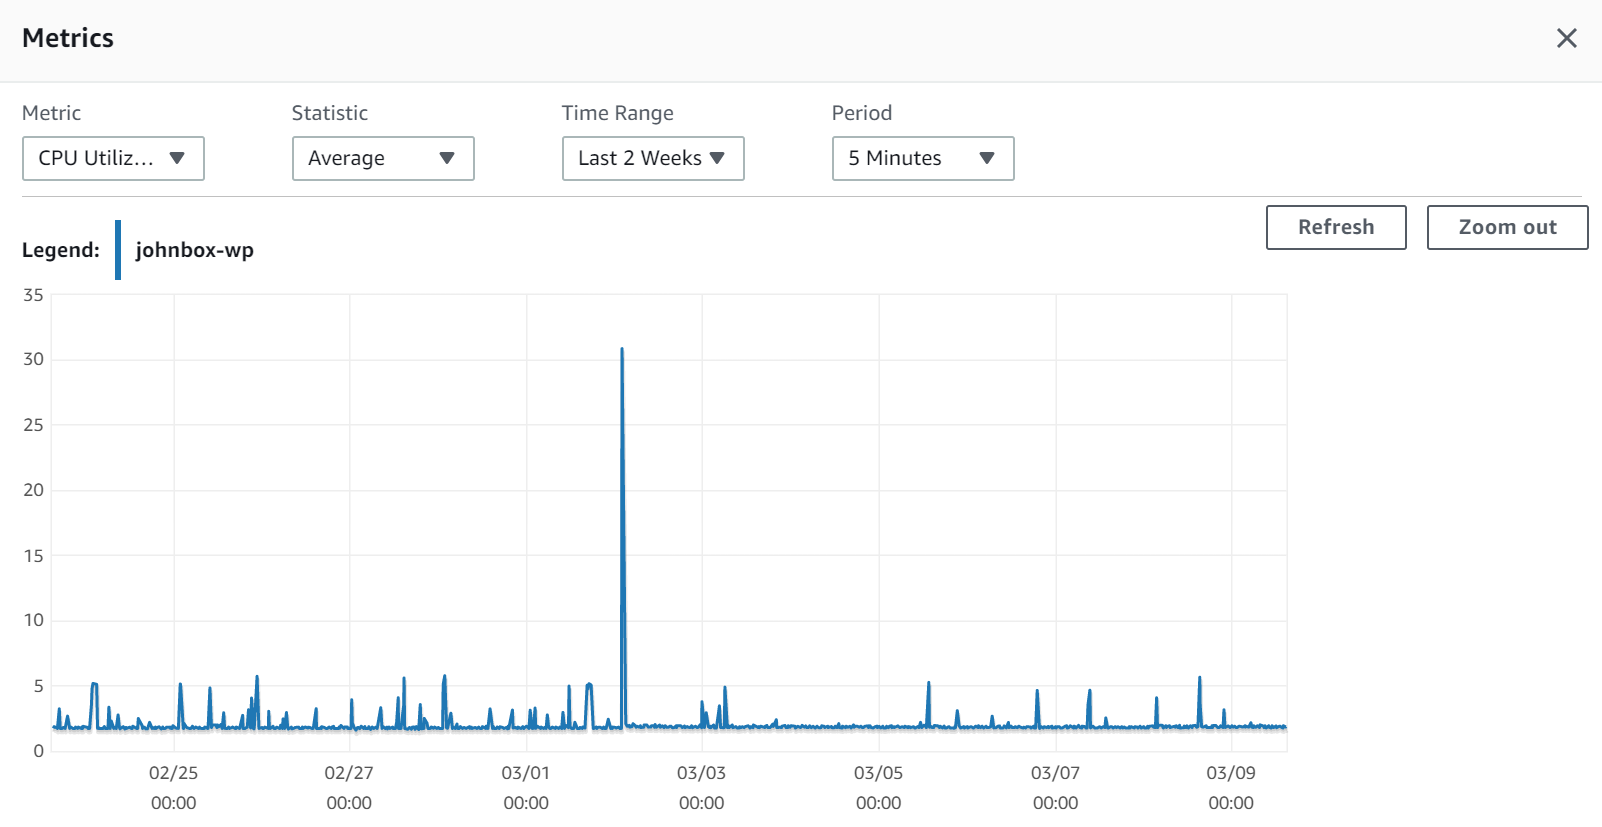 Metrics
Metric Statistic Time Range Period
CPU Utiliz... Average Last 2 Weeks 5 Minutes
Refresh Zoom out
Legend: johnbox-wp
35
30
25
20
15
10
5
0
02/25 02/27 03/01 03/03 03/05 03/07 03/09
00:00 00:00 00:00 00:00 00:00 00:00 00:00